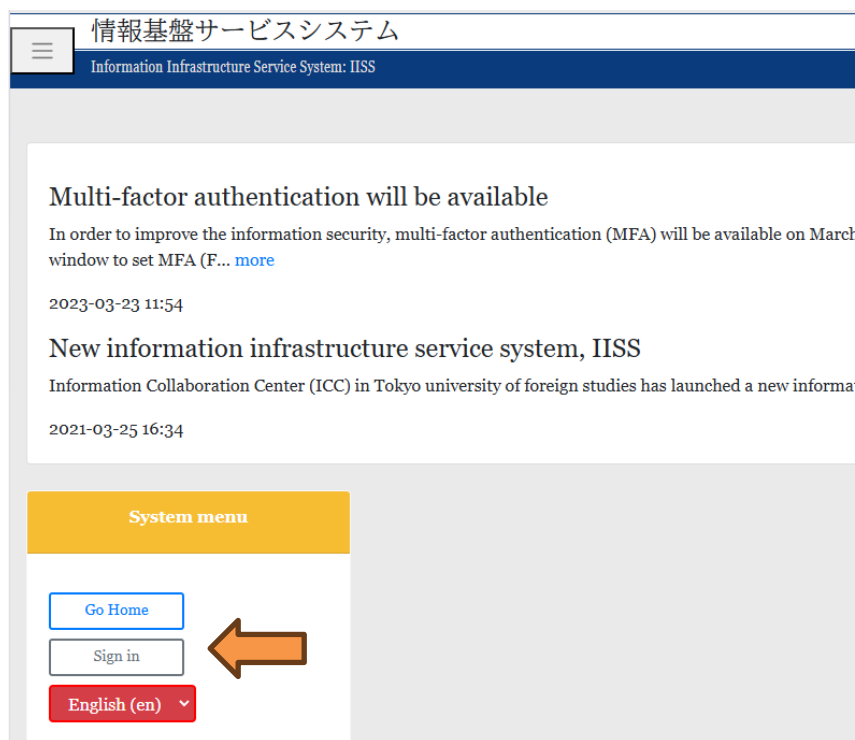 情報基盤サービスシステム
Information Infrastructure Service System: IISS
Multi-factor authentication will be available
In order to improve the information security, multi-factor authentication (MFA) will be available on March
window to set MFA (F... more
2023-03-23 11:54
New information infrastructure service system, IISS
Information Collaboration Center (ICC) in Tokyo university of foreign studies has launched a new
2021-03-25 16:34
System menu
Go Home
Sign in
English (en)